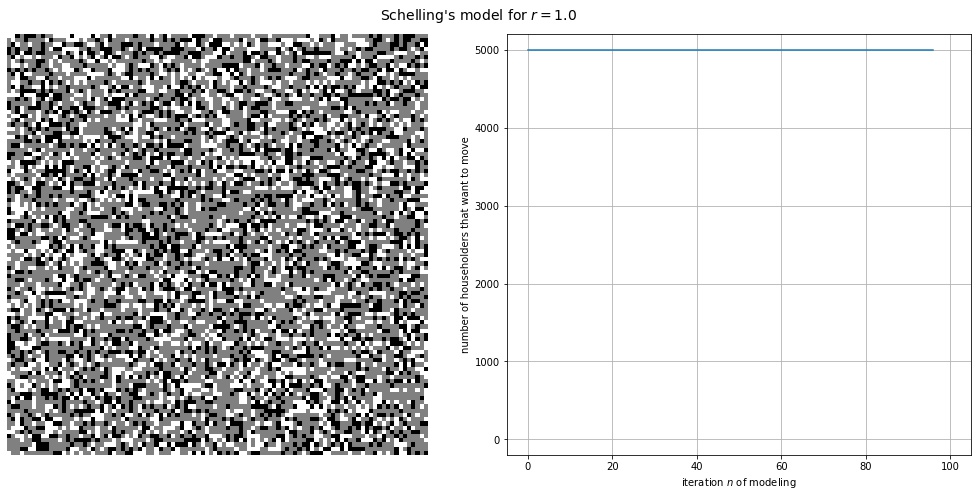 Schelling's model for r = 1.0
number of householders that want to move
5000
4000
3000
2000
1000
0
0 20 40 60 80 100
iteration n of modeling